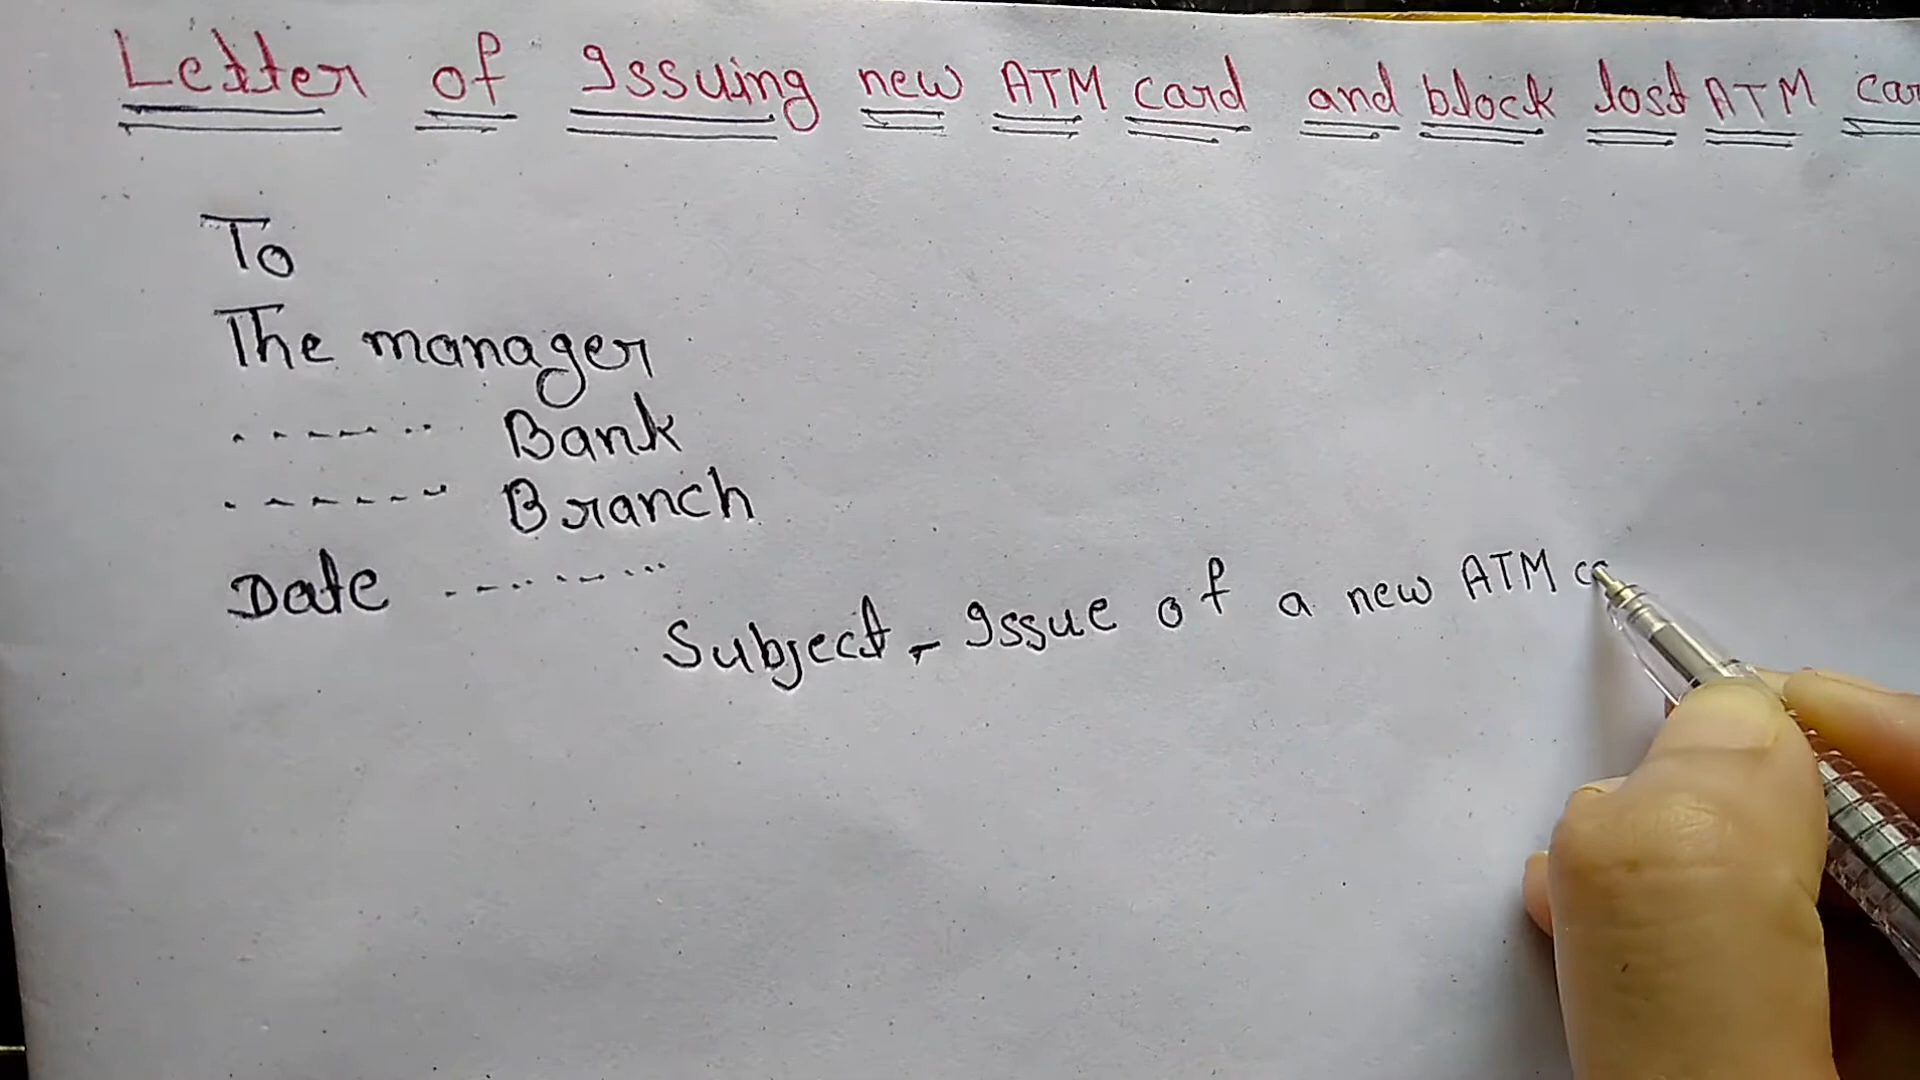 Letter of Issuing new ATM card and block lost ATM
To
The manager
....... Bank
....... Branch
Date .........
Subject - Issue of a new ATM